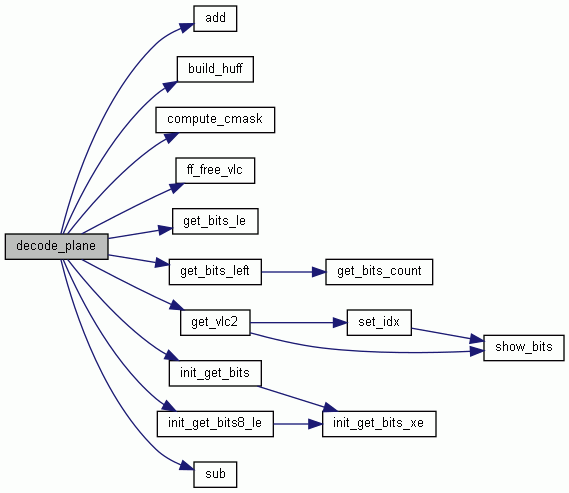 add
build_huff
compute_cmask
ff_free_vlc
get_bits_le
decode_plane
get_bits_left
get_bits_count
get_vlc2
set_idx
show_bits
init_get_bits
init_get_bits8_le
init_get_bits_xe
sub